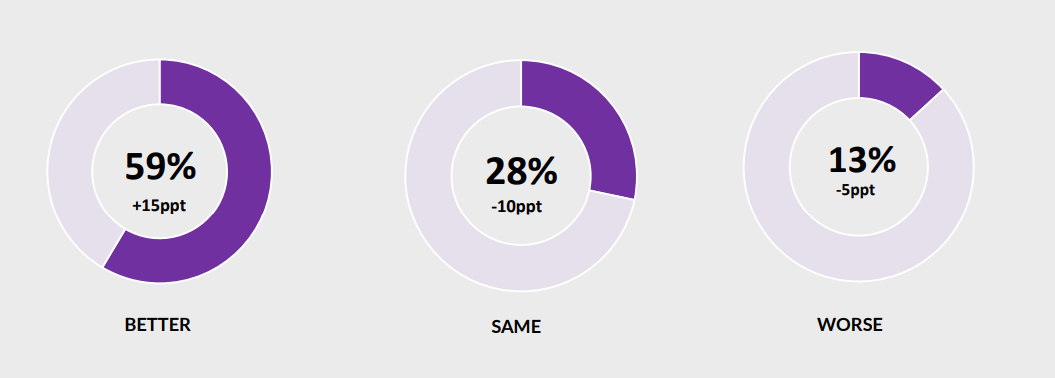 59%
+15ppt
BETTER
28%
-10ppt
SAME
13%
-5ppt
WORSE